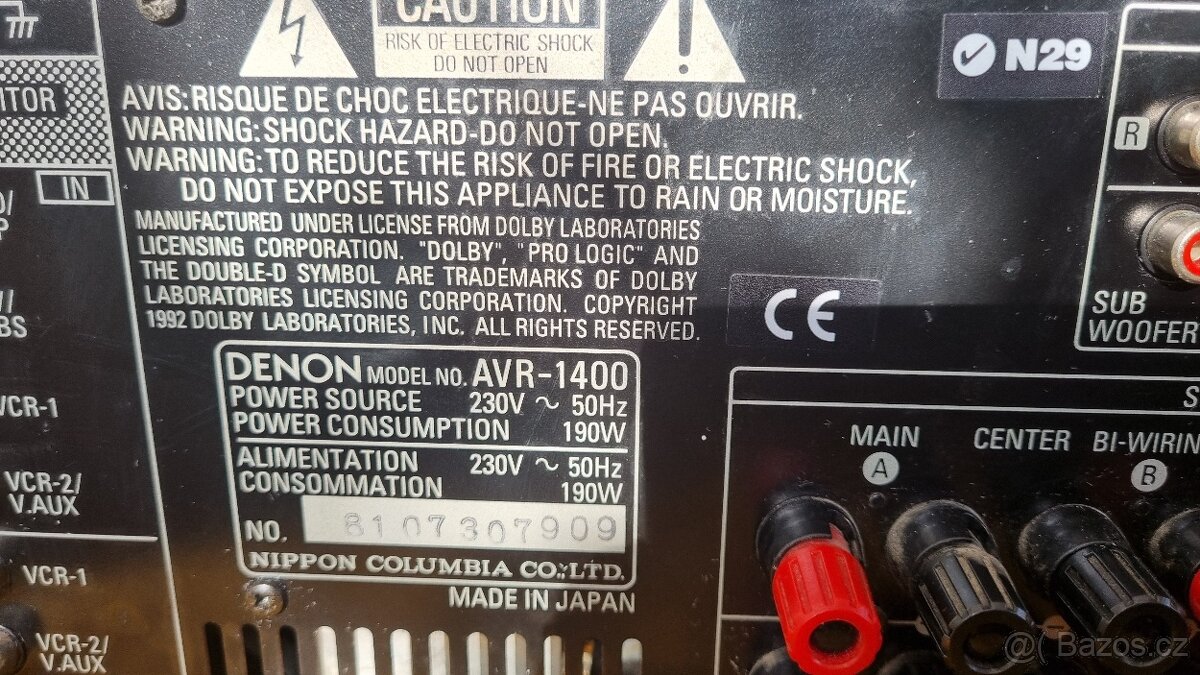 CAUTION
RISK OF ELECTRIC SHOCK
DO NOT OPEN
N29
AVIS: RISQUE DE CHOC ELECTRIQUE-NE PAS OUVRIR.
WARNING: SHOCK HAZARD-DO NOT OPEN.
WARNING: TO REDUCE THE RISK OF FIRE OR ELECTRIC SHOCK,
DO NOT EXPOSE THIS APPLIANCE TO RAIN OR MOISTURE.
MANUFACTURED UNDER LICENSE FROM DOLBY LABORATORIES
LICENSING CORPORATION. "DOLBY", "PRO LOGIC" AND
THE DOUBLE-D SYMBOL ARE TRADEMARKS OF DOLBY
LABORATORIES LICENSING CORPORATION. COPYRIGHT
1992 DOLBY LABORATORIES, INC. ALL RIGHTS RESERVED.
CE
DENON MODEL NO. AVR-1400
POWER SOURCE 230V ~ 50Hz
POWER CONSUMPTION 190W
ALIMENTATION 230V ~ 50Hz
CONSOMMATION 190W
NO. 8107307909
NIPPON COLUMBIA CO., LTD.
MADE IN JAPAN
ITOR
IN
VCR-1
VCR-2/
V.AUX
VCR-1
VCR-2/
V.AUX
R
SUB
WOOFER
MAIN
A
CENTER
BI-WIRIN
B
Bazos.cz